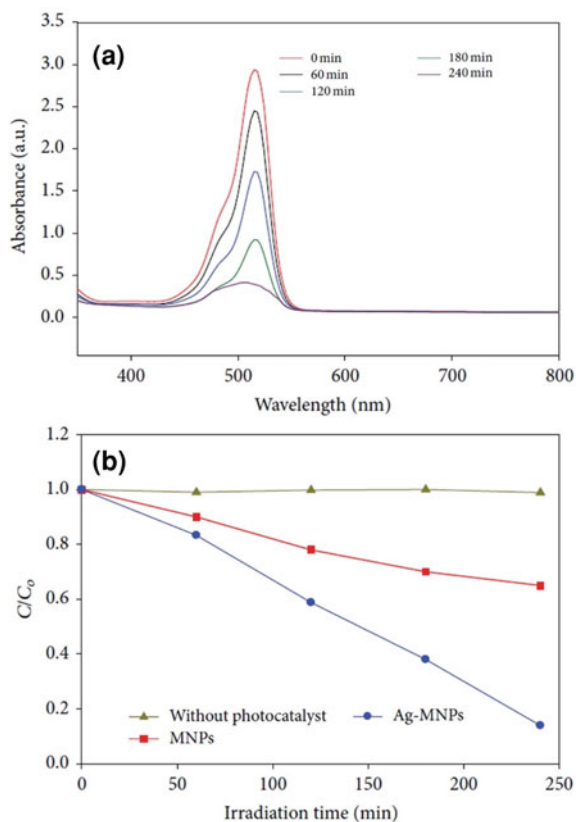 (a)
3.5
3.0
2.5
2.0
1.5
1.0
0.5
0.0
Absorbance (a.u.)
0 min
60 min
120 min
180 min
240 min
400
500
600
700
800
Wavelength (nm)
(b)
1.2
1.0
0.8
0.6
0.4
0.2
0.0
C/Co
Without photocatalyst
MNPs
Ag-MNPs
0
50
100
150
200
250
Irradiation time (min)